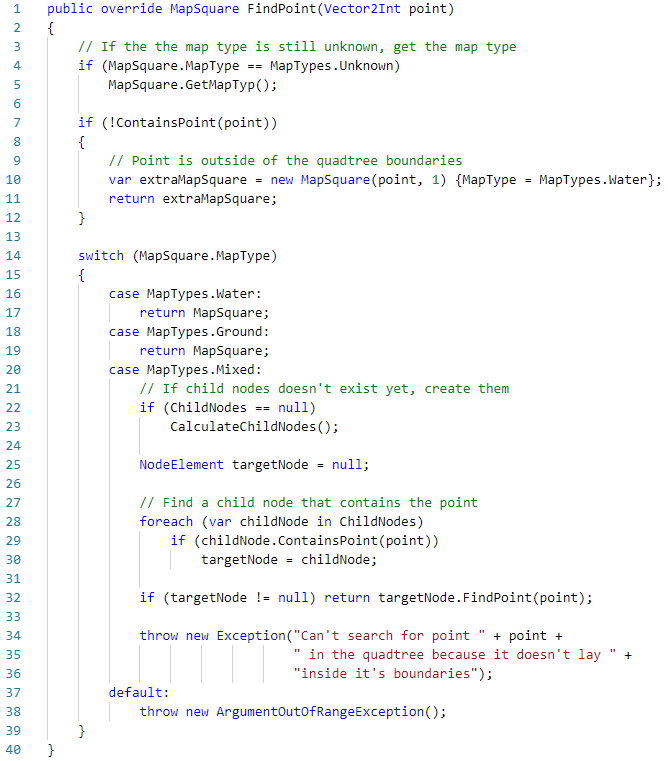 1 public override MapSquare FindPoint(Vector2Int point)
2 {
3     // If the the map type is still unknown, get the map type
4     if (MapSquare.MapType == MapTypes.Unknown)
5         MapSquare.GetMapTyp();
6
7     if (!ContainsPoint(point))
8     {
9         // Point is outside of the quadtree boundaries
10         var extraMapSquare = new MapSquare(point, 1) {MapType = MapTypes.Water};
11         return extraMapSquare;
12     }
13
14     switch (MapSquare.MapType)
15     {
16         case MapTypes.Water:
17             return MapSquare;
18         case MapTypes.Ground:
19             return MapSquare;
20         case MapTypes.Mixed:
21             // If child nodes doesn't exist yet, create them
22             if (ChildNodes == null)
23                 CalculateChildNodes();
24
25             NodeElement targetNode = null;
26
27             // Find a child node that contains the point
28             foreach (var childNode in ChildNodes)
29                 if (childNode.ContainsPoint(point))
30                     targetNode = childNode;
31
32             if (targetNode != null) return targetNode.FindPoint(point);
33
34             throw new Exception("Can't search for point " + point +
35                                 " in the quadtree because it doesn't lay " +
36                                 "inside it's boundaries");
37         default:
38             throw new ArgumentOutOfRangeException();
39     }
40 }